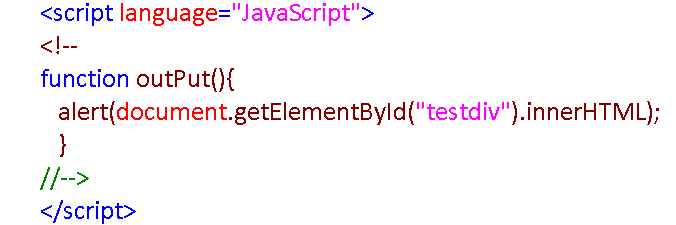 <script language="JavaScript">
<!--
function outPut(){
alert(document.getElementById("testdiv").innerHTML);
}
//-->
</script>